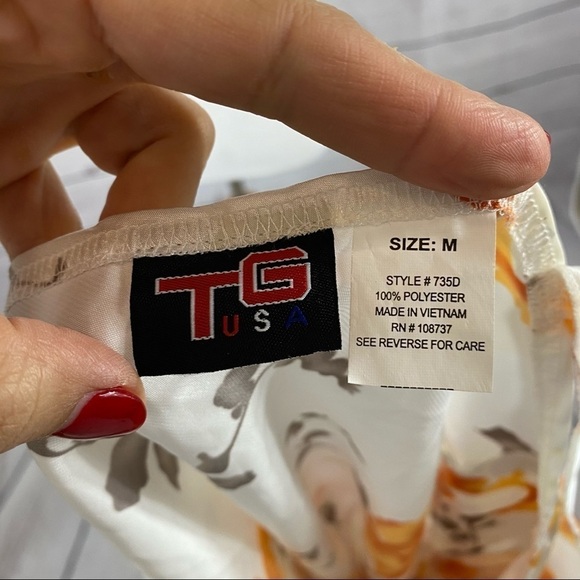 TG
USA
SIZE: M
STYLE # 735D
100% POLYESTER
MADE IN VIETNAM
RN # 108737
SEE REVERSE FOR CARE